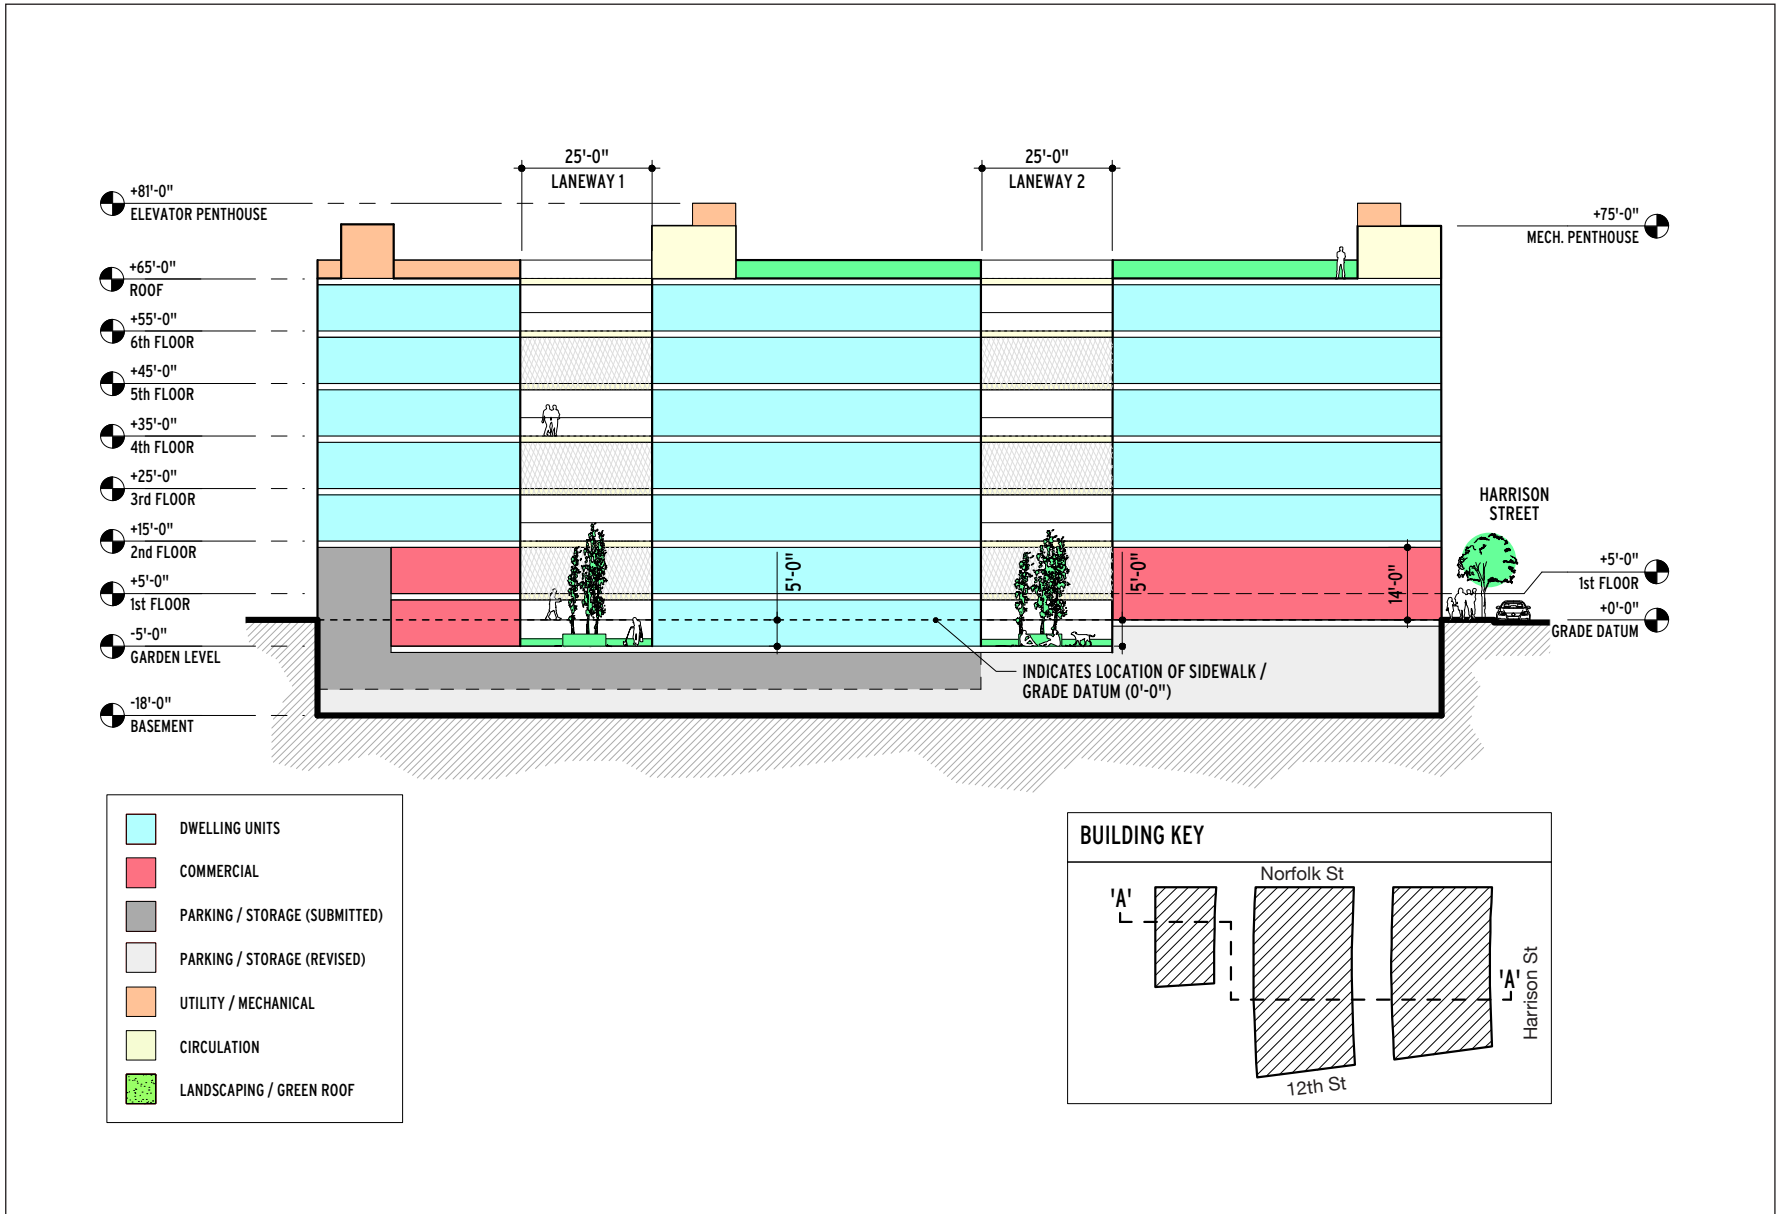 25'-0"
LANEWAY 1
25'-0"
LANEWAY 2
+81'-0"
ELEVATOR PENTHOUSE
+75'-0"
MECH. PENTHOUSE
+65'-0"
ROOF
+55'-0"
6th FLOOR
+45'-0"
5th FLOOR
+35'-0"
4th FLOOR
+25'-0"
3rd FLOOR
+15'-0"
2nd FLOOR
+5'-0"
1st FLOOR
-5'-0"
GARDEN LEVEL
-18'-0"
BASEMENT
5'-0"
5'-0"
14'-0"
HARRISON
STREET
+5'-0"
1st FLOOR
+0'-0"
GRADE DATUM
INDICATES LOCATION OF SIDEWALK /
GRADE DATUM (0'-0")
DWELLING UNITS
COMMERCIAL
PARKING / STORAGE (SUBMITTED)
PARKING / STORAGE (REVISED)
UTILITY / MECHANICAL
CIRCULATION
LANDSCAPING / GREEN ROOF
BUILDING KEY
Norfolk St
'A'
'A'
Harrison St
12th St